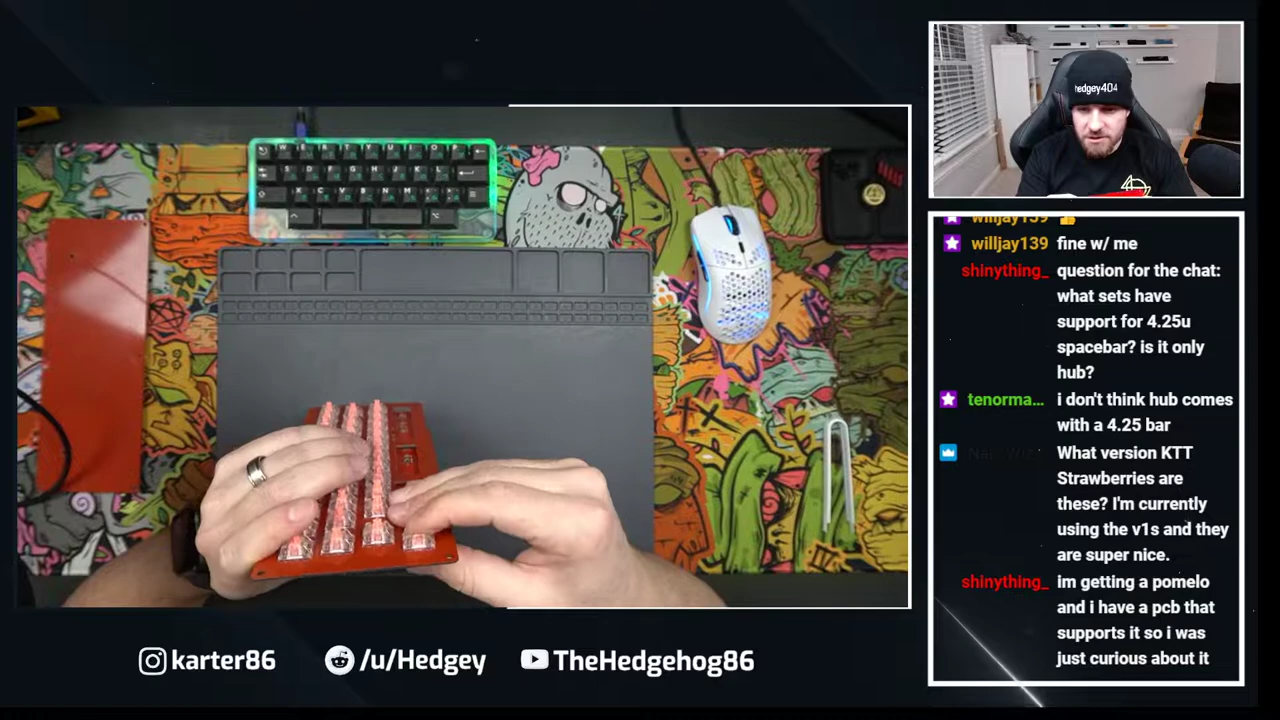 hedgey404
willjay139 👍
willjay139 fine w/ me
shinything_ question for the chat:
what sets have
support for 4.25u
spacebar? is it only
hub?
tenorma... i don't think hub comes
with a 4.25 bar
What version KTT
Strawberries are
these? I'm currently
using the v1s and they
are super nice.
shinything_ im getting a pomelo
and i have a pcb that
supports it so i was
just curious about it
karter86
/u/Hedgey
TheHedgehog86